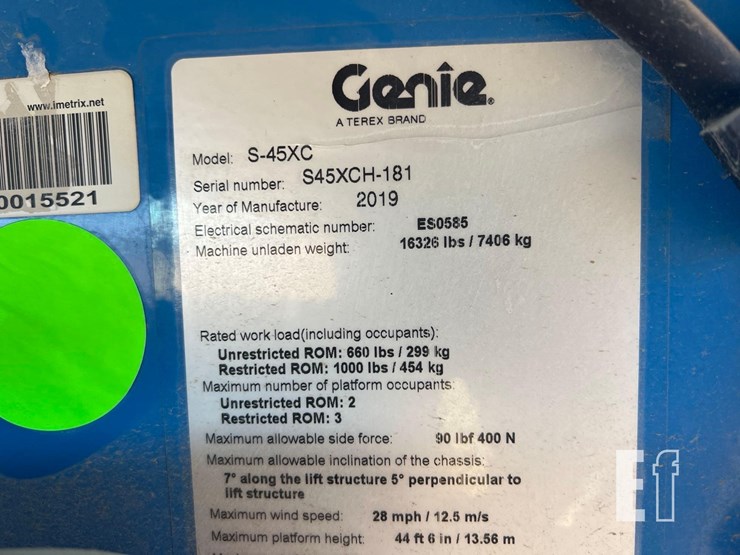 www.imetrix.net
0015521
Genie.
A TEREX BRAND
Model: S-45XC
Serial number: S45XCH-181
Year of Manufacture: 2019
Electrical schematic number: ES0585
Machine unladen weight: 16326 lbs / 7406 kg
Rated work load(including occupants):
Unrestricted ROM: 660 lbs / 299 kg
Restricted ROM: 1000 lbs / 454 kg
Maximum number of platform occupants:
Unrestricted ROM: 2
Restricted ROM: 3
Maximum allowable side force: 90 lbf 400 N
Maximum allowable inclination of the chassis:
7° along the lift structure 5° perpendicular to
lift structure
Maximum wind speed: 28 mph / 12.5 m/s
Maximum platform height: 44 ft 6 in / 13.56 m
Ef